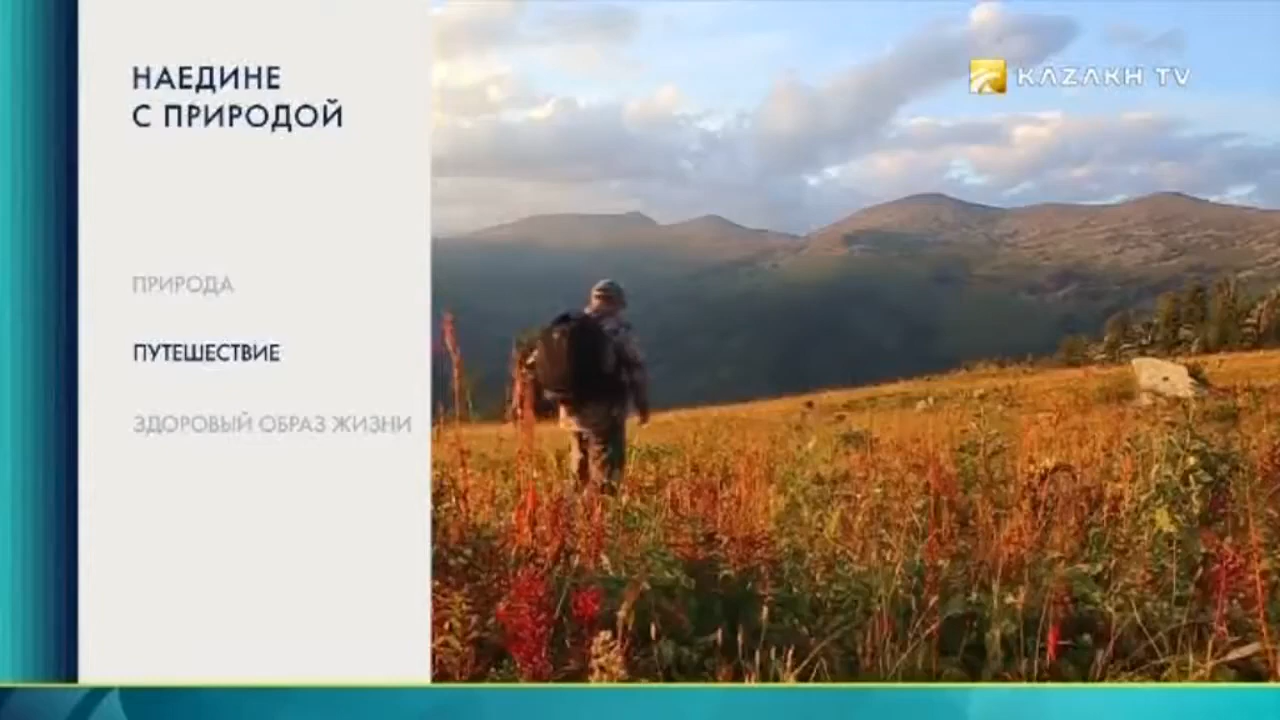 НАЕДИНЕ
С ПРИРОДОЙ
KAZAKH TV
ПРИРОДА
ПУТЕШЕСТВИЕ
ЗДОРОВЫЙ ОБРАЗ ЖИЗНИ